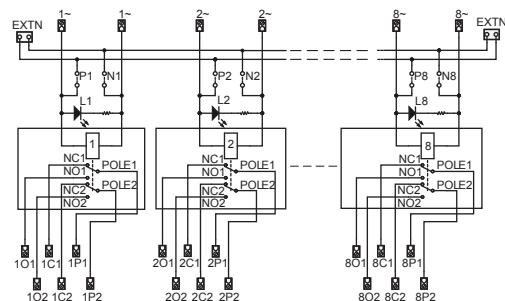 EXTN 1~ 1~ 2~ 2~ 8~ 8~ EXTN
P1 N1 P2 N2 P8 N8
L1 L2 L8
1 2 8
NC1 POLE1 NC1 POLE1 NC1 POLE1
NO1 NO1 NO1
NC2 POLE2 NC2 POLE2 NC2 POLE2
NO2 NO2 NO2
1O1 1C1 1P1 2O1 2C1 2P1 8O1 8C1 8P1
1O2 1C2 1P2 2O2 2C2 2P2 8O2 8C2 8P2